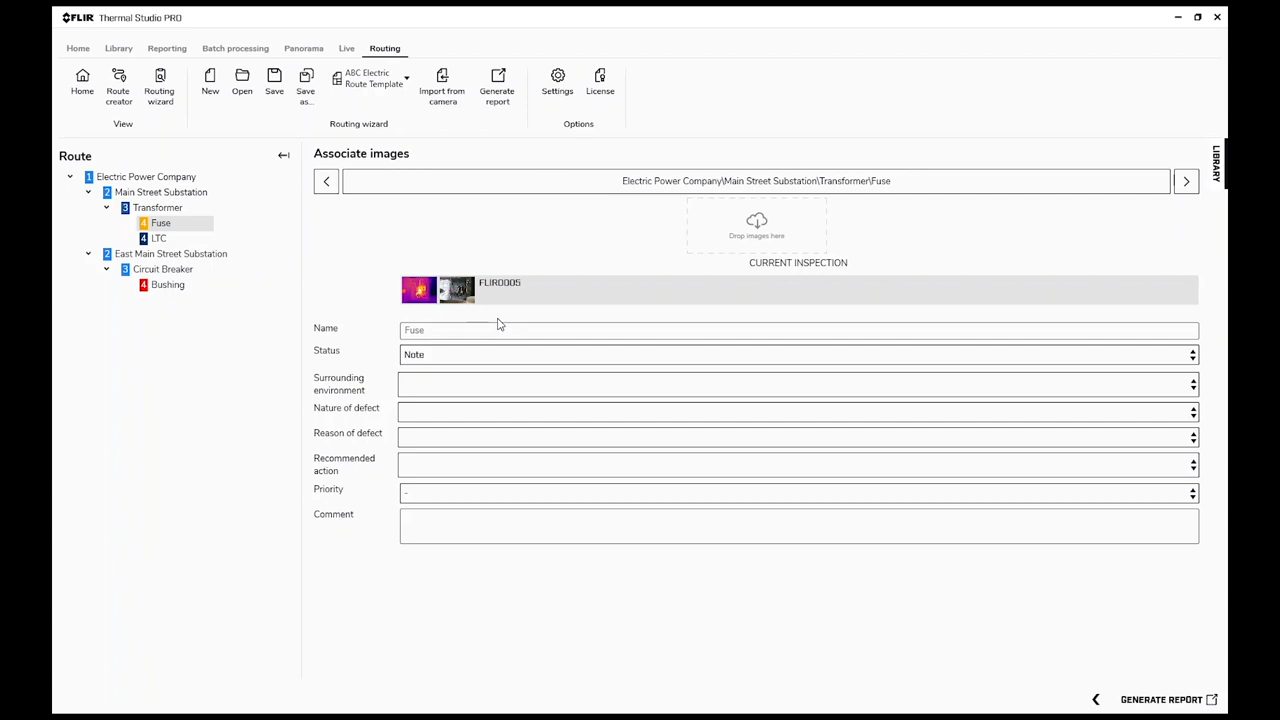 FLIR Thermal Studio PRO
Home Library Reporting Batch processing Panorama Live Routing
Home
Route creator
Routing wizard
New
Open
Save
Save as...
ABC Electric
Route Template
Import from camera
Generate report
Settings
License
View
Routing wizard
Options
Route
1 Electric Power Company
2 Main Street Substation
3 Transformer
4 Fuse
4 LTC
2 East Main Street Substation
3 Circuit Breaker
4 Bushing
Associate images
Electric Power Company\Main Street Substation\Transformer\Fuse
Drop images here
CURRENT INSPECTION
FLIR0005
Name Fuse
Status Note
Surrounding
environment
Nature of defect
Reason of defect
Recommended
action
Priority -
Comment
LIBRARY
GENERATE REPORT